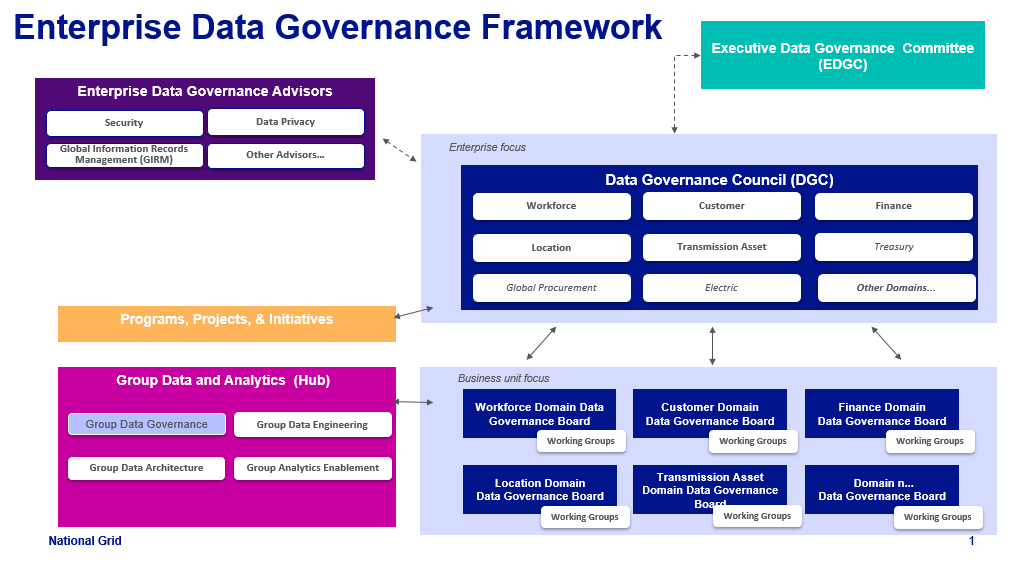 Enterprise Data Governance Framework
Executive Data Governance Committee
(EDGC)
Enterprise Data Governance Advisors
Security
Data Privacy
Global Information Records
Management (GIRM)
Other Advisors...
Enterprise focus
Data Governance Council (DGC)
Workforce
Customer
Finance
Location
Transmission Asset
Treasury
Global Procurement
Electric
Other Domains...
Programs, Projects, & Initiatives
Group Data and Analytics (Hub)
Group Data Governance
Group Data Engineering
Group Data Architecture
Group Analytics Enablement
Business unit focus
Workforce Domain Data
Governance Board
Working Groups
Customer Domain
Data Governance Board
Working Groups
Finance Domain
Data Governance Board
Working Groups
Location Domain
Data Governance Board
Working Groups
Transmission Asset
Domain Data Governance
Board
Working Groups
Domain n...
Data Governance Board
Working Groups
National Grid
1